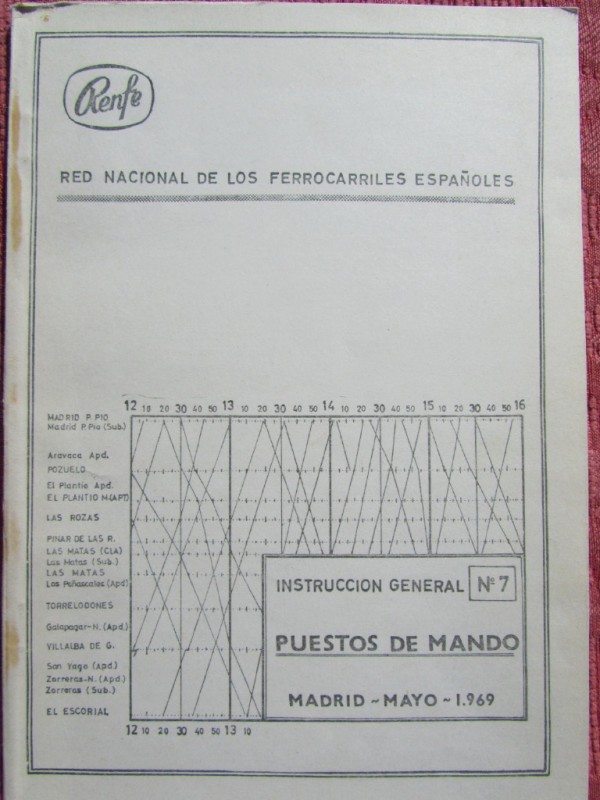 Renfe
RED NACIONAL DE LOS FERROCARRILES ESPAÑOLES
12 10 20 30 40 50 13 10 20 30 40 50 14 10 20 30 40 50 15 10 20 30 40 50 16
MADRID P. PIO
Madrid P. Pio (Sub.)
Aravaca Apd.
POZUELO
El Plantio Apd.
EL PLANTIO M(APT)
LAS ROZAS
PINAR DE LAS R.
LAS MATAS (CLA)
Las Matas (Sub.)
LAS MATAS
Los Peñascales (Apd)
TORRELODONES
Galapagar-N. (Apd.)
VILLALBA DE G.
San Yago (Apd.)
Zorreras-N. (Apd.)
Zorreras (Sub.)
EL ESCORIAL
12 10 20 30 40 50 13 10
INSTRUCCION GENERAL Nº 7
PUESTOS DE MANDO
MADRID ~ MAYO ~ 1.969